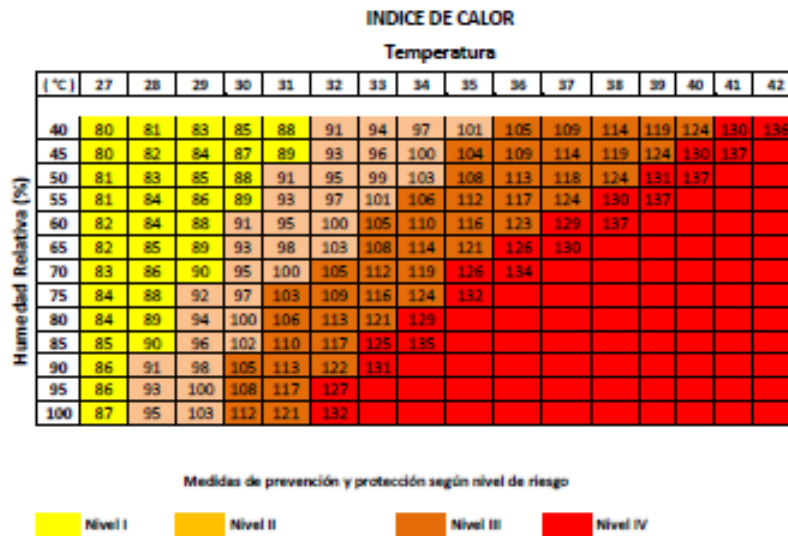 INDICE DE CALOR
Temperatura
(°C) 27 28 29 30 31 32 33 34 35 36 37 38 39 40 41 42
Humedad Relativa (%)
40 80 81 83 85 88 91 94 97 101 105 109 114 119 124 130 136
45 80 82 84 87 89 93 96 100 104 109 114 119 124 130 137
50 81 83 85 88 91 95 99 103 108 113 118 124 131 137
55 81 84 86 89 93 97 101 106 112 117 124 130 137
60 82 84 88 91 95 100 105 110 116 123 129 137
65 82 85 89 93 98 103 108 114 121 126 130
70 83 86 90 95 100 105 112 119 126 134
75 84 88 92 97 103 109 116 124 132
80 84 89 94 100 106 113 121 129
85 85 90 96 102 110 117 125 135
90 86 91 98 105 113 122 131
95 86 93 100 108 117 127
100 87 95 103 112 121 132
Medidas de prevención y protección según nivel de riesgo
Nivel I Nivel II Nivel III Nivel IV